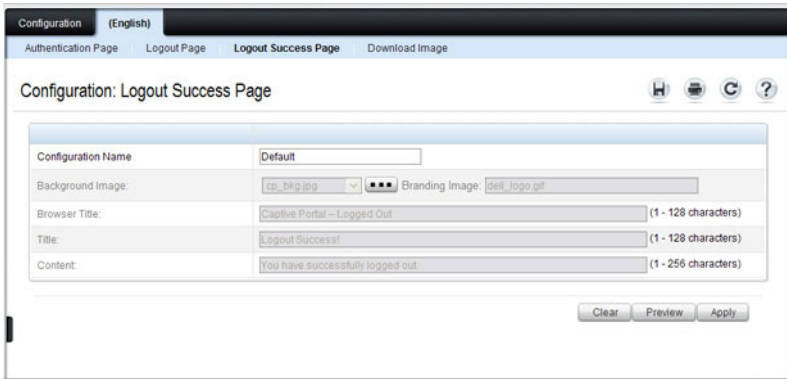 Configuration (English)
Authentication Page Logout Page Logout Success Page Download Image
Configuration: Logout Success Page
Configuration Name Default
Background Image: cp_bkg.jpg Branding Image: dell_logo.gif
Browser Title: Captive Portal – Logged Out (1 - 128 characters)
Title: Logout Success! (1 - 128 characters)
Content: You have successfully logged out. (1 - 256 characters)
Clear Preview Apply